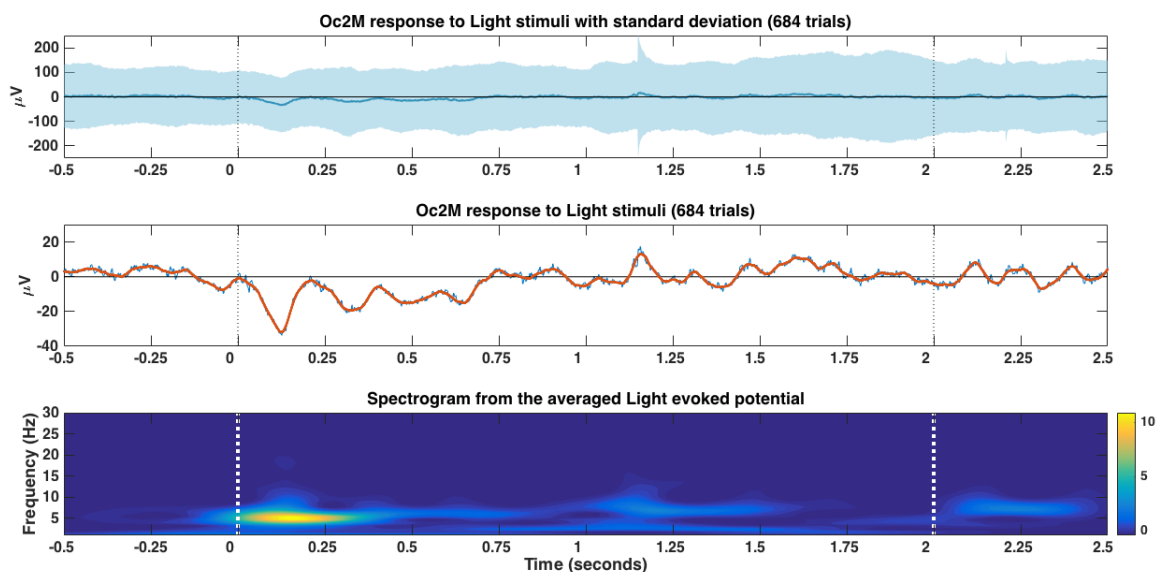 Oc2M response to Light stimuli with standard deviation (684 trials)
200
100
0
-100
-200
µV
-0.5 -0.25 0 0.25 0.5 0.75 1 1.25 1.5 1.75 2 2.25 2.5
Oc2M response to Light stimuli (684 trials)
20
0
-20
-40
µV
-0.5 -0.25 0 0.25 0.5 0.75 1 1.25 1.5 1.75 2 2.25 2.5
Spectrogram from the averaged Light evoked potential
30
25
20
15
10
5
Frequency (Hz)
10
5
0
-0.5 -0.25 0 0.25 0.5 0.75 1 1.25 1.5 1.75 2 2.25 2.5
Time (seconds)